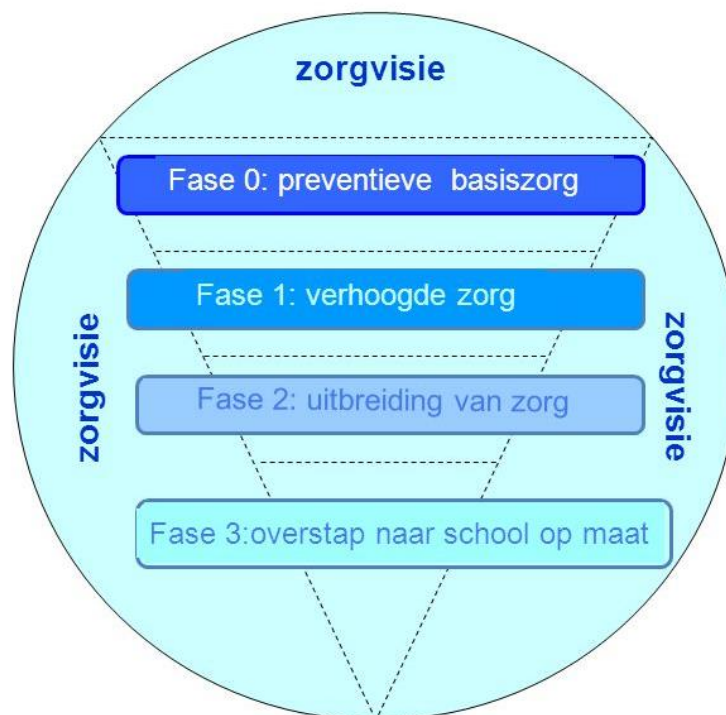 zorgvisie
Fase 0: preventieve basiszorg
Fase 1: verhoogde zorg
zorgvisie
zorgvisie
Fase 2: uitbreiding van zorg
Fase 3:overstap naar school op maat